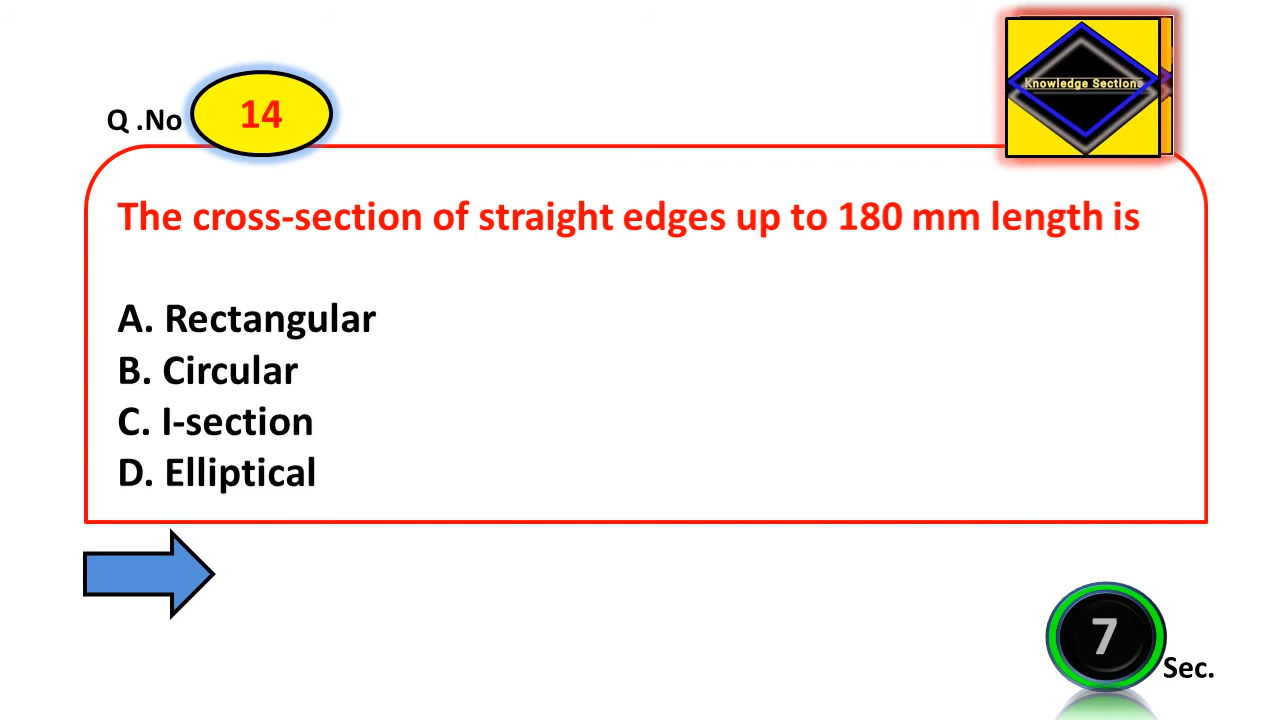 Knowledge Sections
Q .No 14
The cross-section of straight edges up to 180 mm length is
A. Rectangular
B. Circular
C. I-section
D. Elliptical
7 Sec.